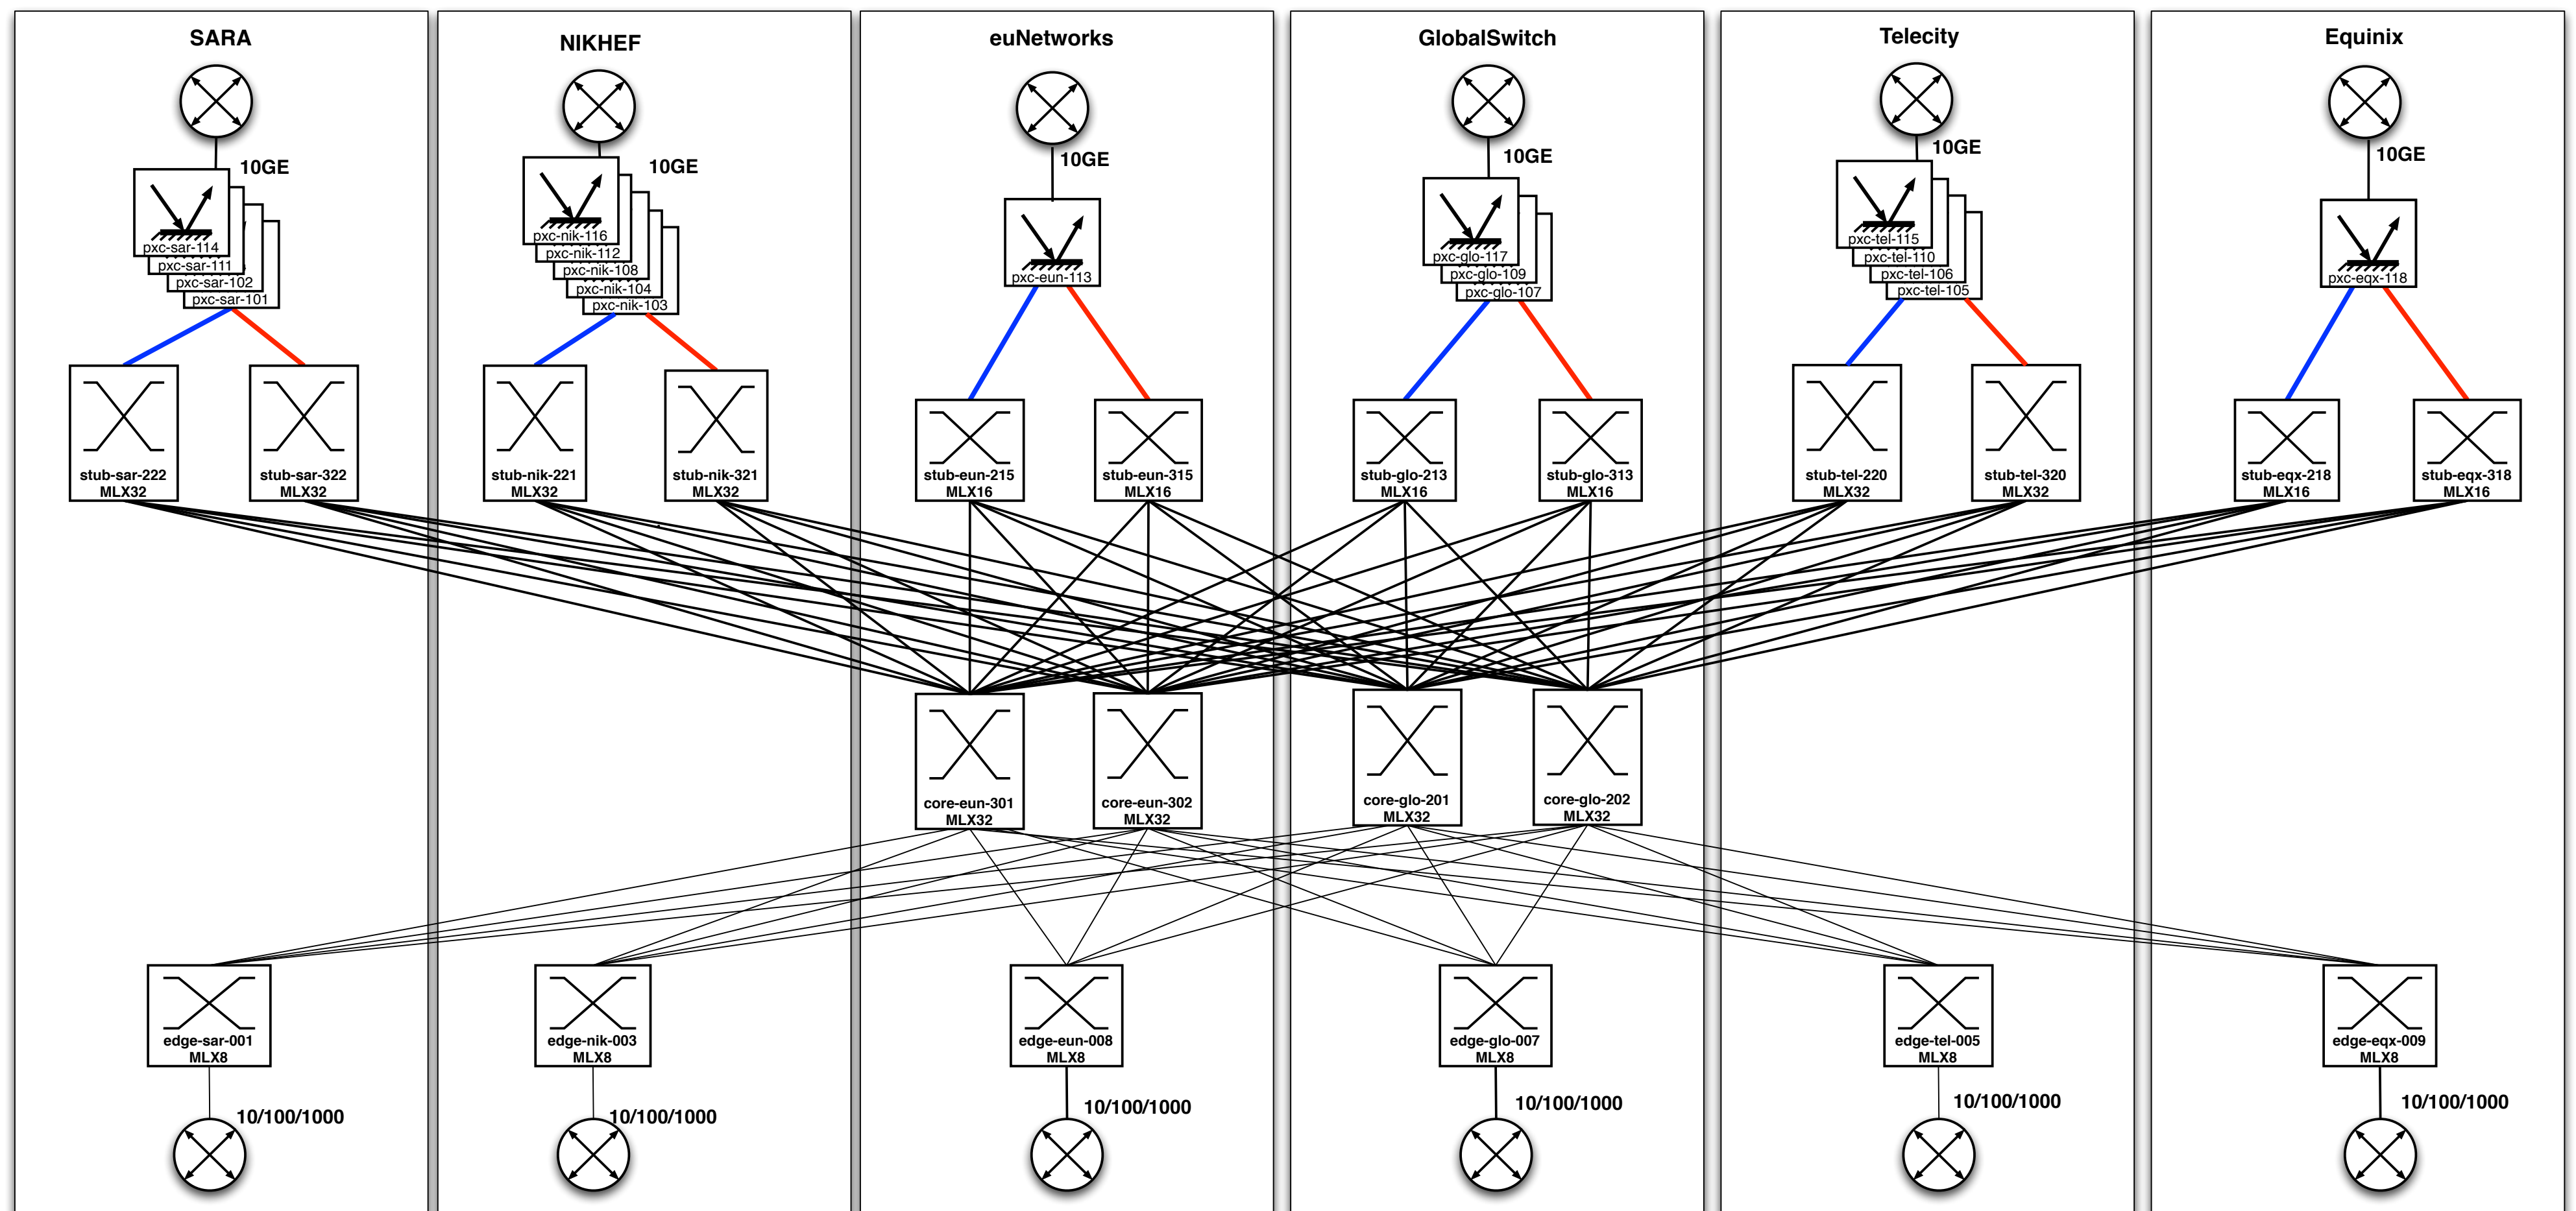 SARA
NIKHEF
euNetworks
GlobalSwitch
Telecity
Equinix
10GE
10GE
10GE
10GE
10GE
10GE
pxc-sar-114
pxc-sar-111
pxc-sar-102
pxc-sar-101
pxc-nik-116
pxc-nik-112
pxc-nik-108
pxc-nik-104
pxc-nik-103
pxc-eun-113
pxc-glo-117
pxc-glo-109
pxc-glo-107
pxc-tel-115
pxc-tel-110
pxc-tel-106
pxc-tel-105
pxc-eqx-118
stub-sar-222
MLX32
stub-sar-322
MLX32
stub-nik-221
MLX32
stub-nik-321
MLX32
stub-eun-215
MLX16
stub-eun-315
MLX16
stub-glo-213
MLX16
stub-glo-313
MLX16
stub-tel-220
MLX32
stub-tel-320
MLX32
stub-eqx-218
MLX16
stub-eqx-318
MLX16
core-eun-301
MLX32
core-eun-302
MLX32
core-glo-201
MLX32
core-glo-202
MLX32
edge-sar-001
MLX8
edge-nik-003
MLX8
edge-eun-008
MLX8
edge-glo-007
MLX8
edge-tel-005
MLX8
edge-eqx-009
MLX8
10/100/1000
10/100/1000
10/100/1000
10/100/1000
10/100/1000
10/100/1000